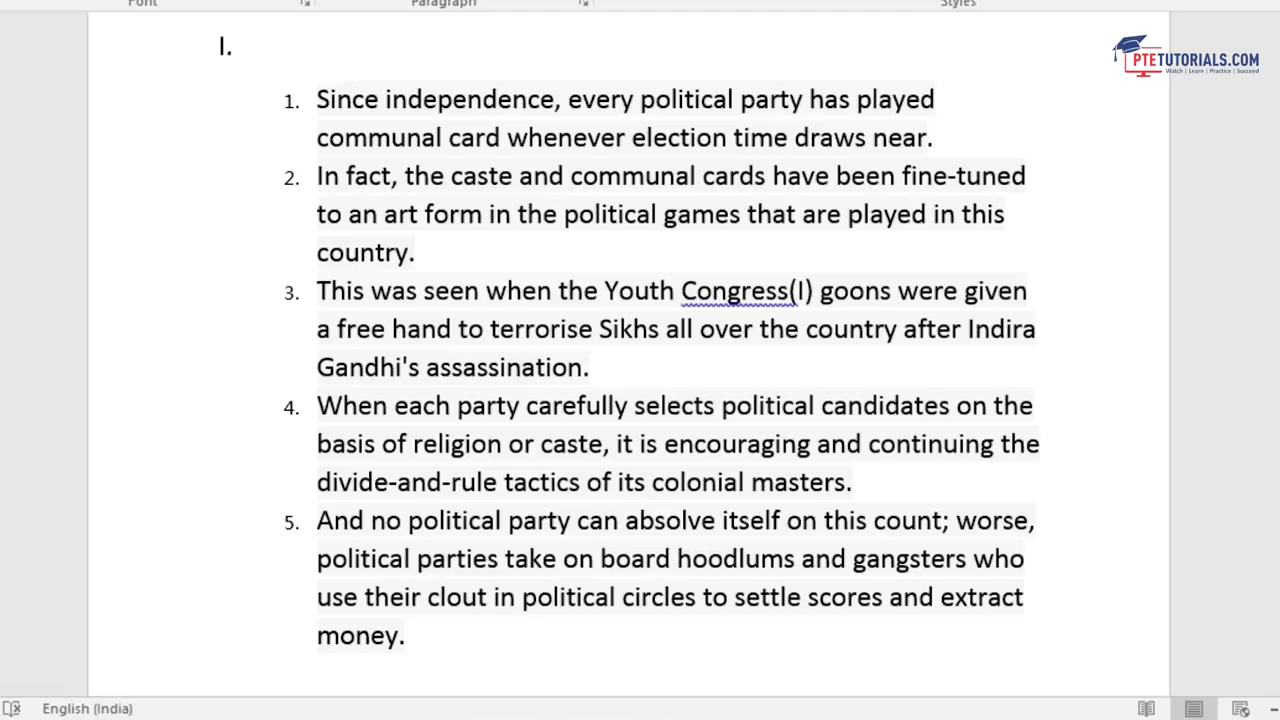 Font
Paragraph
Styles
I.
PTETUTORIALS.COM
Watch | Learn | Practice | Succeed
1. Since independence, every political party has played
communal card whenever election time draws near.
2. In fact, the caste and communal cards have been fine-tuned
to an art form in the political games that are played in this
country.
3. This was seen when the Youth Congress(I) goons were given
a free hand to terrorise Sikhs all over the country after Indira
Gandhi's assassination.
4. When each party carefully selects political candidates on the
basis of religion or caste, it is encouraging and continuing the
divide-and-rule tactics of its colonial masters.
5. And no political party can absolve itself on this count; worse,
political parties take on board hoodlums and gangsters who
use their clout in political circles to settle scores and extract
money.
English (India)